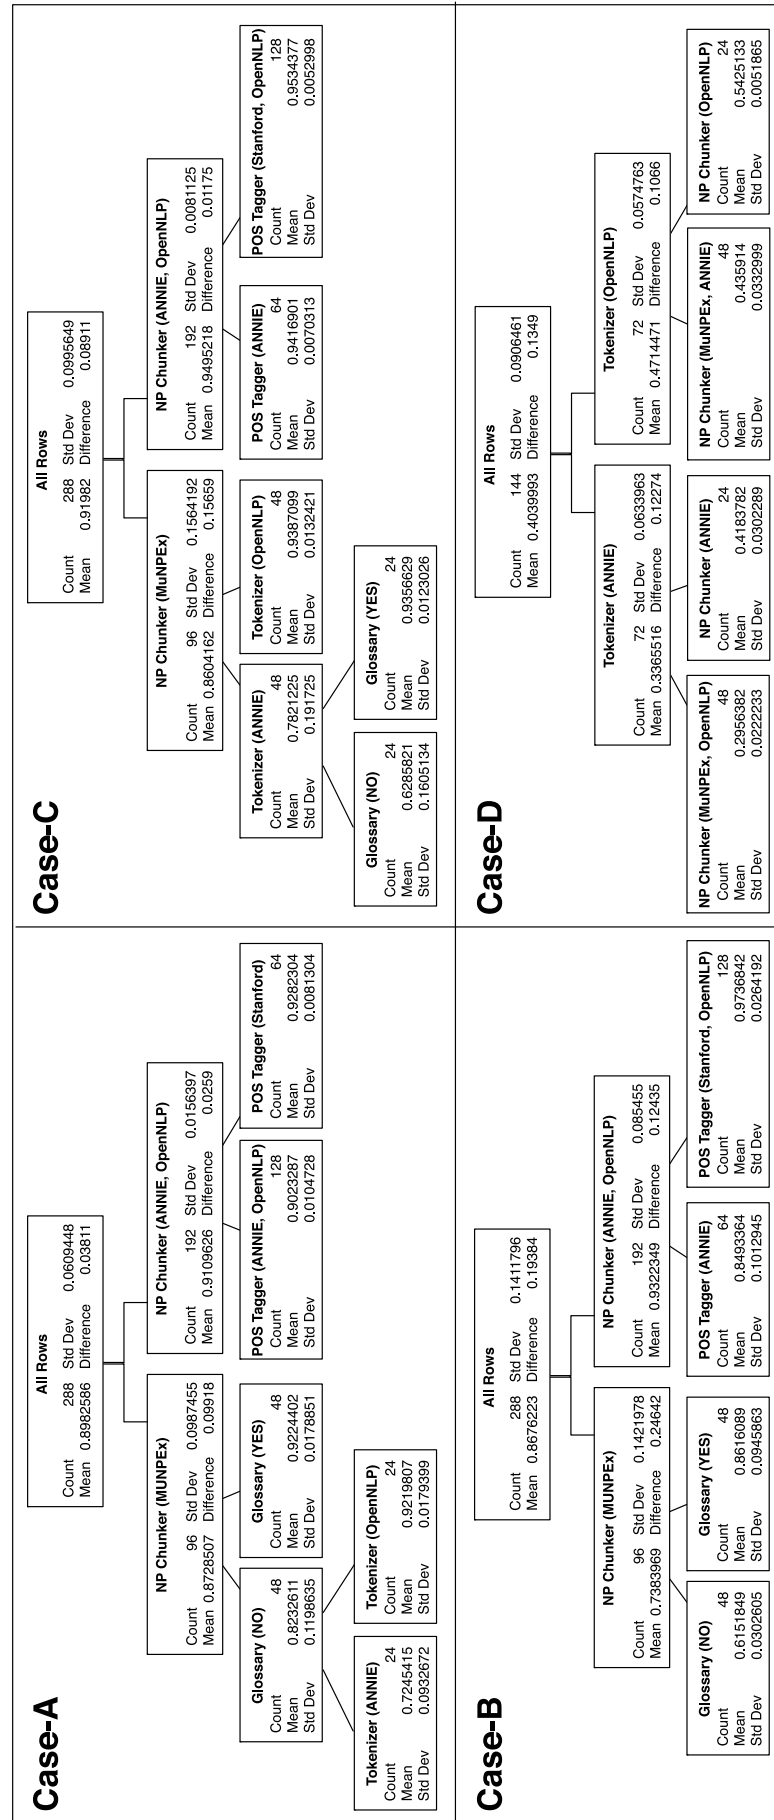 Case-A
All Rows
Count 288 Std Dev 0.0609448
Mean 0.8982586 Difference 0.03811
NP Chunker (MUNPEx)
Count 96 Std Dev 0.0987455
Mean 0.8728507 Difference 0.09918
NP Chunker (ANNIE, OpenNLP)
Count 192 Std Dev 0.0156397
Mean 0.9109626 Difference 0.0259
Glossary (NO)
Count 48
Mean 0.8232611
Std Dev 0.1198635
Glossary (YES)
Count 48
Mean 0.9224402
Std Dev 0.0178851
POS Tagger (ANNIE, OpenNLP)
Count 128
Mean 0.9023287
Std Dev 0.0104728
POS Tagger (Stanford)
Count 64
Mean 0.9282304
Std Dev 0.0081304
Tokenizer (ANNIE)
Count 24
Mean 0.7245415
Std Dev 0.0932672
Tokenizer (OpenNLP)
Count 24
Mean 0.9219807
Std Dev 0.0179399
Case-C
All Rows
Count 288 Std Dev 0.0995649
Mean 0.91982 Difference 0.08911
NP Chunker (MuNPEx)
Count 96 Std Dev 0.1564192
Mean 0.8604162 Difference 0.15659
NP Chunker (ANNIE, OpenNLP)
Count 192 Std Dev 0.0081125
Mean 0.9495218 Difference 0.01175
Tokenizer (ANNIE)
Count 48
Mean 0.7821225
Std Dev 0.191725
Tokenizer (OpenNLP)
Count 48
Mean 0.9387099
Std Dev 0.0132421
POS Tagger (ANNIE)
Count 64
Mean 0.9416901
Std Dev 0.0070313
POS Tagger (Stanford, OpenNLP)
Count 128
Mean 0.9534377
Std Dev 0.0052998
Glossary (NO)
Count 24
Mean 0.6285821
Std Dev 0.1605134
Glossary (YES)
Count 24
Mean 0.9356629
Std Dev 0.0123026
Case-B
All Rows
Count 288 Std Dev 0.1411796
Mean 0.8676223 Difference 0.19384
NP Chunker (MUNPEx)
Count 96 Std Dev 0.1421978
Mean 0.7383969 Difference 0.24642
NP Chunker (ANNIE, OpenNLP)
Count 192 Std Dev 0.085455
Mean 0.9322349 Difference 0.12435
Glossary (NO)
Count 48
Mean 0.6151849
Std Dev 0.0302605
Glossary (YES)
Count 48
Mean 0.8616089
Std Dev 0.0945863
POS Tagger (ANNIE)
Count 64
Mean 0.8493364
Std Dev 0.1012945
POS Tagger (Stanford, OpenNLP)
Count 128
Mean 0.9736842
Std Dev 0.0264192
Case-D
All Rows
Count 144 Std Dev 0.0906461
Mean 0.4039993 Difference 0.1349
Tokenizer (ANNIE)
Count 72 Std Dev 0.0633963
Mean 0.3365516 Difference 0.12274
Tokenizer (OpenNLP)
Count 72 Std Dev 0.0574763
Mean 0.4714471 Difference 0.1066
NP Chunker (MuNPEx, OpenNLP)
Count 48
Mean 0.2956382
Std Dev 0.0222233
NP Chunker (ANNIE)
Count 24
Mean 0.4183782
Std Dev 0.0302289
NP Chunker (MuNPEx, ANNIE)
Count 48
Mean 0.435914
Std Dev 0.0332999
NP Chunker (OpenNLP)
Count 24
Mean 0.5425133
Std Dev 0.0051865